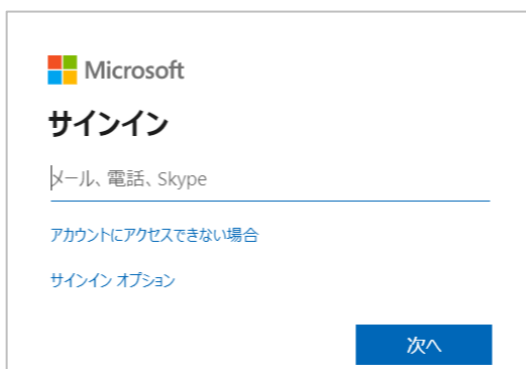 Microsoft
サインイン
メール、電話、Skype
アカウントにアクセスできない場合
サインイン オプション
次へ